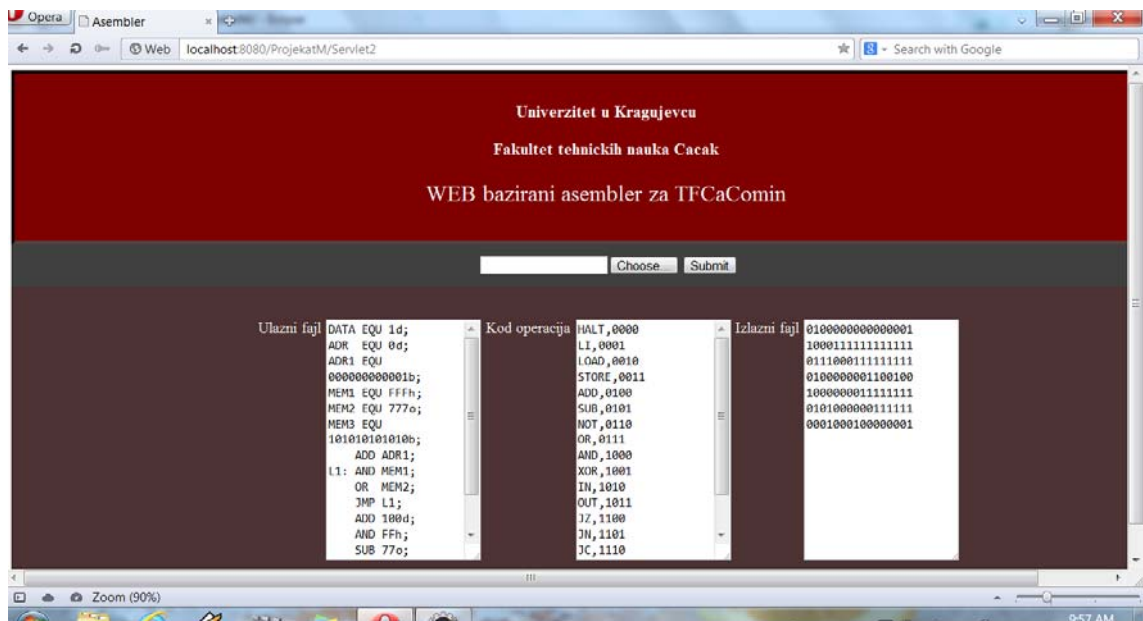 Opera
Asembler
Web
localhost:8080/ProjekatM/Servlet2
Search with Google
Univerzitet u Kragujevcu
Fakultet tehnickih nauka Cacak
WEB bazirani asembler za TFCaComin
Choose...
Submit
Ulazni fajl
DATA EQU 1d;
ADR EQU 0d;
ADR1 EQU
000000000001b;
MEM1 EQU FFFh;
MEM2 EQU 777o;
MEM3 EQU
101010101010b;
ADD ADR1;
L1: AND MEM1;
OR MEM2;
JMP L1;
ADD 100d;
AND FFh;
SUB 77o;
Kod operacija
HALT,0000
LI,0001
LOAD,0010
STORE,0011
ADD,0100
SUB,0101
NOT,0110
OR,0111
AND,1000
XOR,1001
IN,1010
OUT,1011
JZ,1100
JN,1101
JC,1110
Izlazni fajl
0100000000000001
1000111111111111
0111000111111111
0100000001100100
1000000011111111
0101000000111111
0001000100000001
Zoom (90%)
9:57 AM